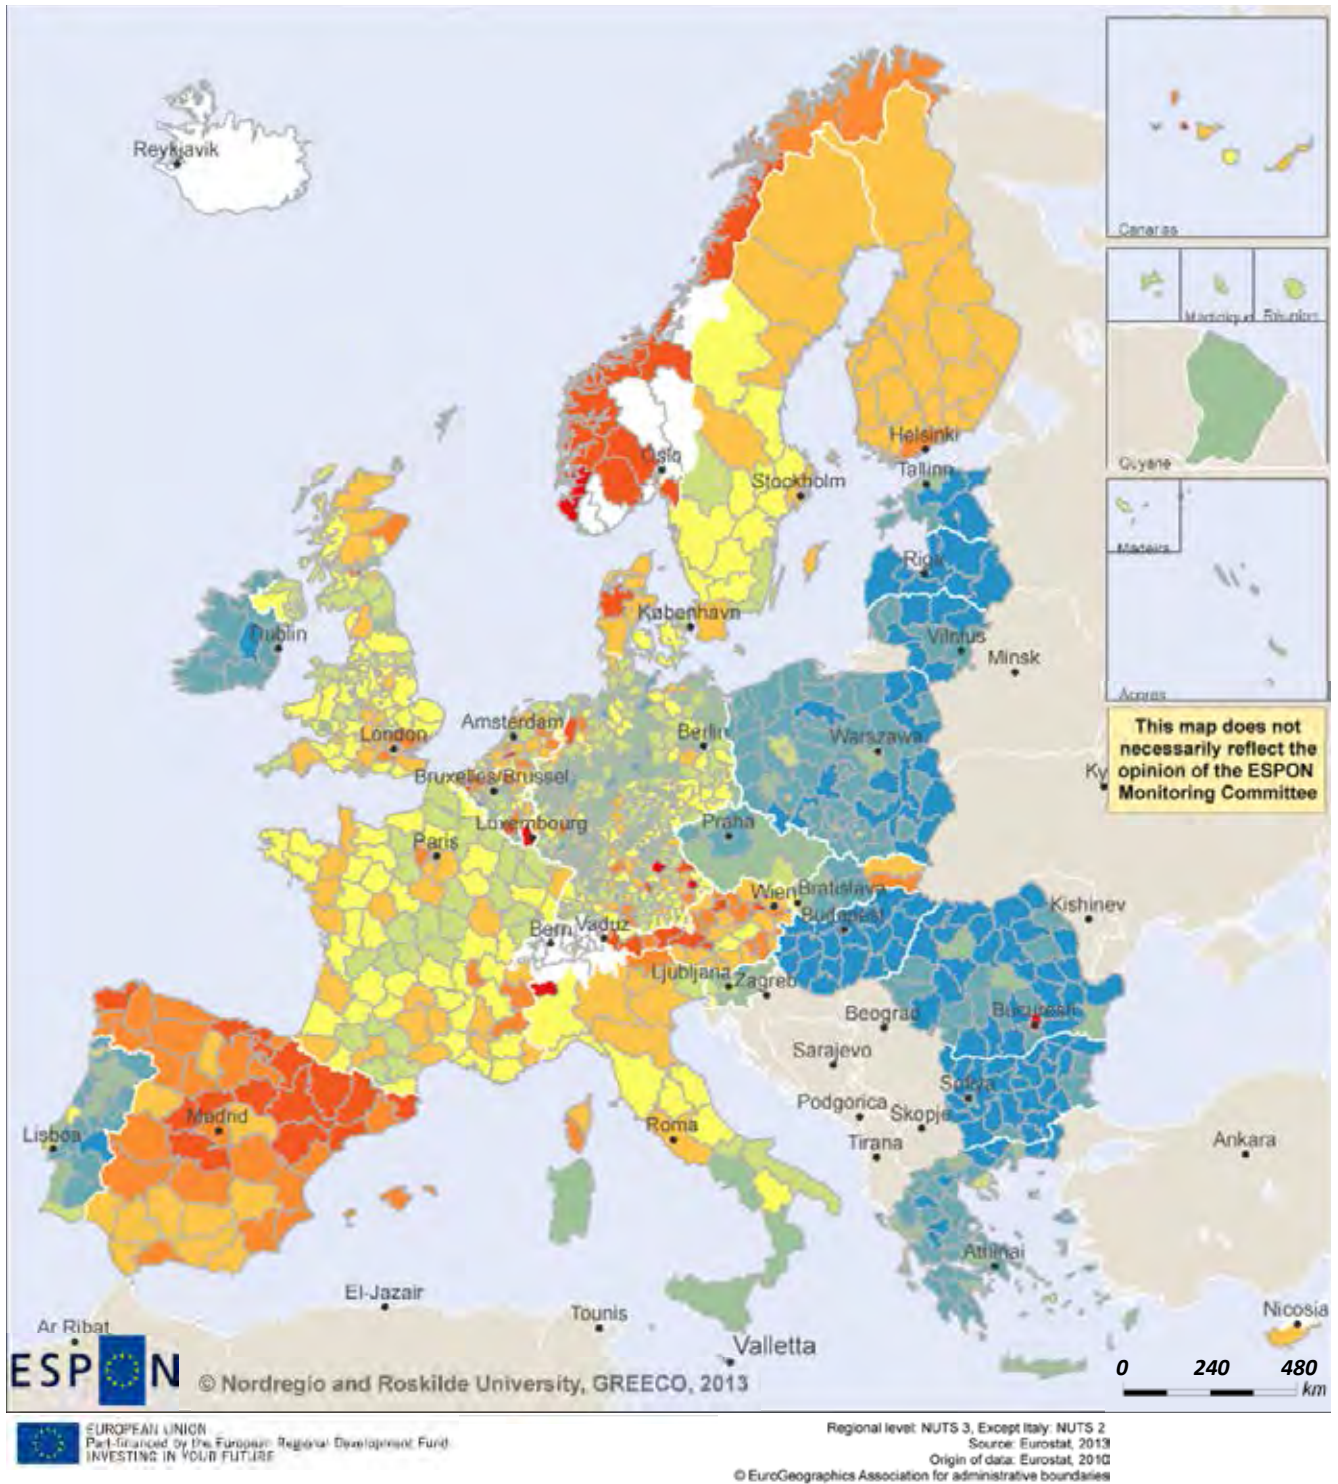 Reykjavik
Canarias
Martinique
Réunion
Guyane
Helsinki
Tallinn
Oslo
Stockholm
Madeira
Riga
København
Dublin
Vilnius
Minsk
Acores
Amsterdam
Berlin
Warszawa
London
This map does not
necessarily reflect the
opinion of the ESPON
Monitoring Committee
Bruxelles/Brussel
Ky
Luxembourg
Praha
Paris
Wien
Bratislava
Budapest
Kishinev
Bern
Vaduz
Ljubljana
Zagreb
Beograd
Bucuresti
Sarajevo
Madrid
Podgorica
Skopje
Sofiya
Roma
Lisboa
Tirana
Ankara
Athinai
El-Jazair
Tounis
Nicosia
Ar Ribat
Valletta
ESPON
© Nordregio and Roskilde University, GREECO, 2013
0 240 480
km
EUROPEAN UNION
Part-financed by the European Regional Development Fund
INVESTING IN YOUR FUTURE
Regional level: NUTS 3, Except Italy: NUTS 2
Source: Eurostat, 2013
Origin of data: Eurostat, 2010
© EuroGeographics Association for administrative boundaries